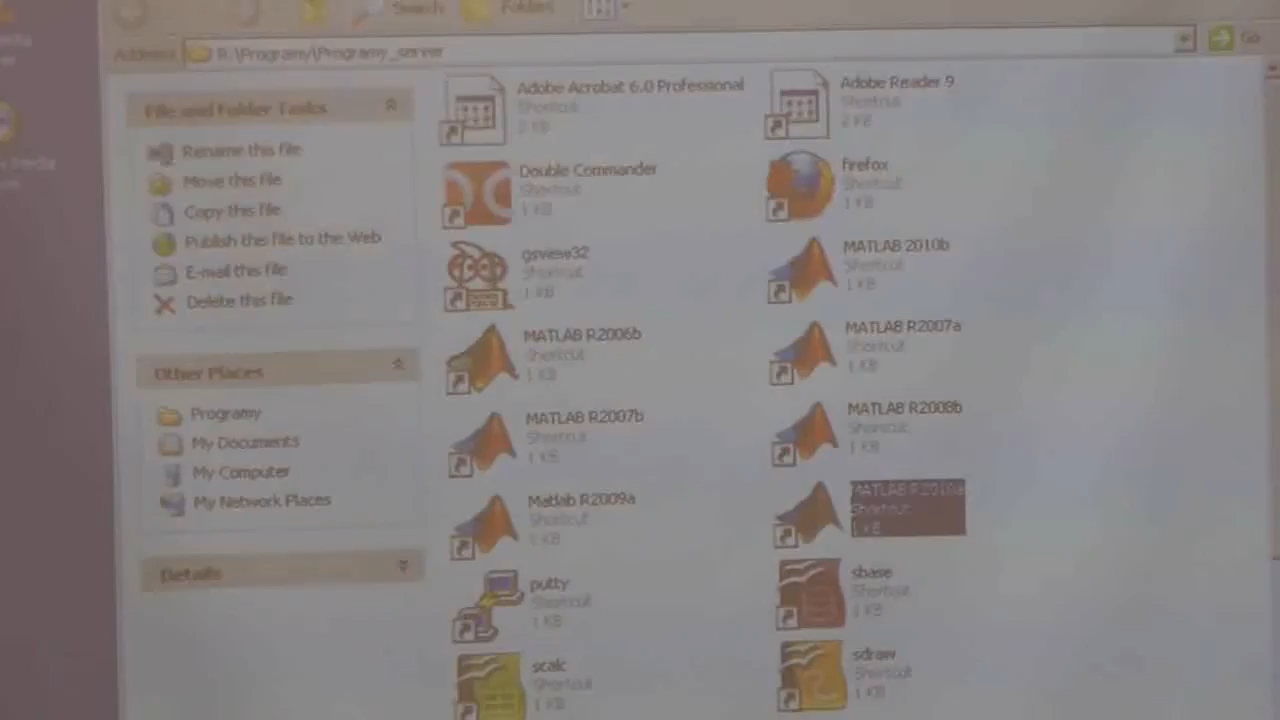 Search
Folders
Address
R:\Programy\Programy_server
Go
File and Folder Tasks
Rename this file
Move this file
Copy this file
Publish this file to the Web
E-mail this file
Delete this file
Other Places
Programy
My Documents
My Computer
My Network Places
Details
Adobe Acrobat 6.0 Professional
Shortcut
2 KB
Adobe Reader 9
Shortcut
2 KB
Double Commander
Shortcut
1 KB
firefox
Shortcut
1 KB
gsview32
Shortcut
1 KB
MATLAB 2010b
Shortcut
1 KB
MATLAB R2006b
Shortcut
1 KB
MATLAB R2007a
Shortcut
1 KB
MATLAB R2007b
Shortcut
1 KB
MATLAB R2008b
Shortcut
1 KB
Matlab R2009a
Shortcut
1 KB
MATLAB R2010a
Shortcut
1 KB
putty
Shortcut
1 KB
sbase
Shortcut
1 KB
scalc
Shortcut
1 KB
sdraw
Shortcut
1 KB